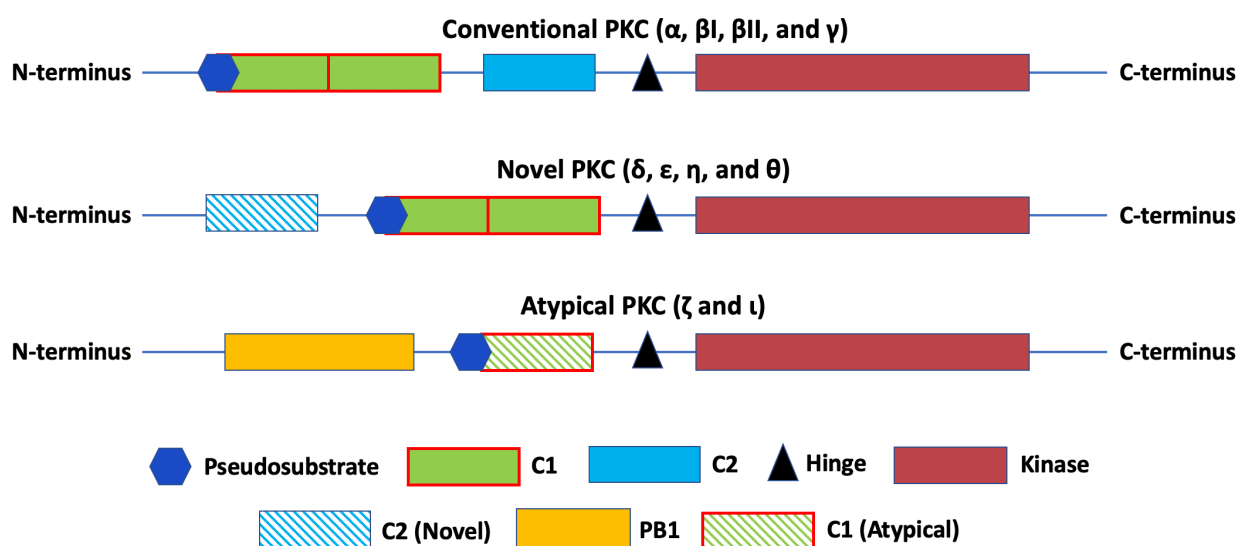 Conventional PKC (α, βI, βII, and γ)
N-terminus C-terminus
Novel PKC (δ, ε, η, and θ)
N-terminus C-terminus
Atypical PKC (ζ and ι)
N-terminus C-terminus
Pseudosubstrate C1 C2 Hinge Kinase
C2 (Novel) PB1 C1 (Atypical)